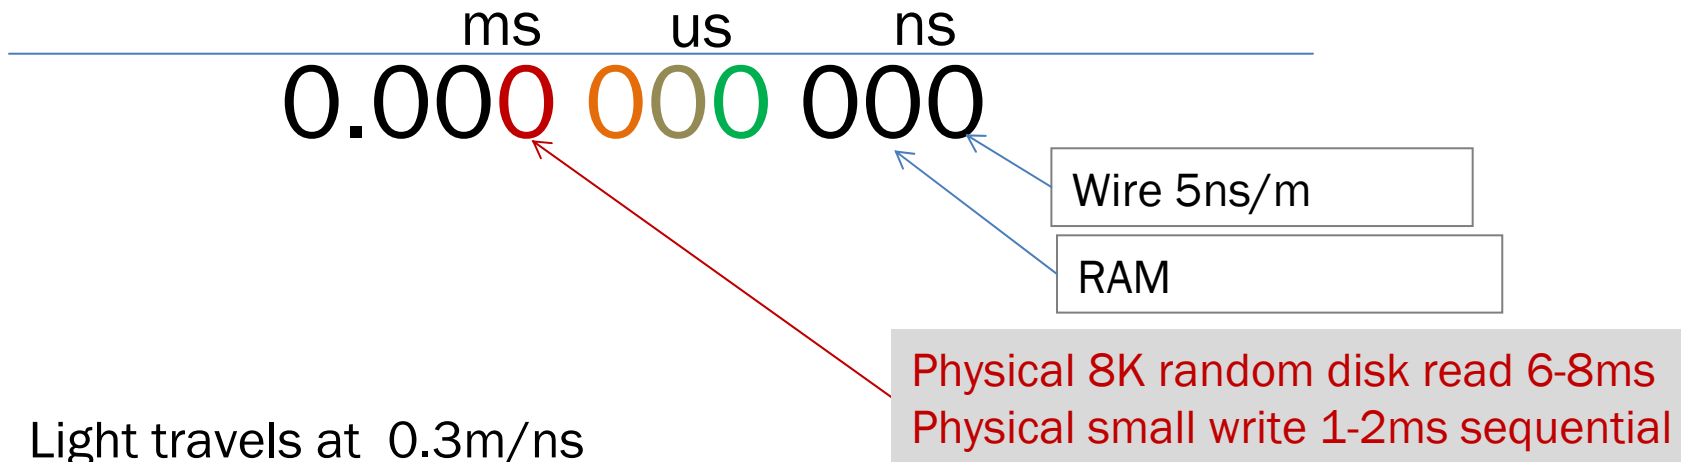 ms us ns
0.000 000 000
Wire 5ns/m
RAM
Physical 8K random disk read 6-8ms
Physical small write 1-2ms sequential
Light travels at 0.3m/ns